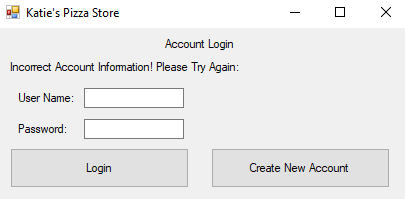 Katie's Pizza Store
Account Login
Incorrect Account Information! Please Try Again:
User Name:
Password:
Login
Create New Account